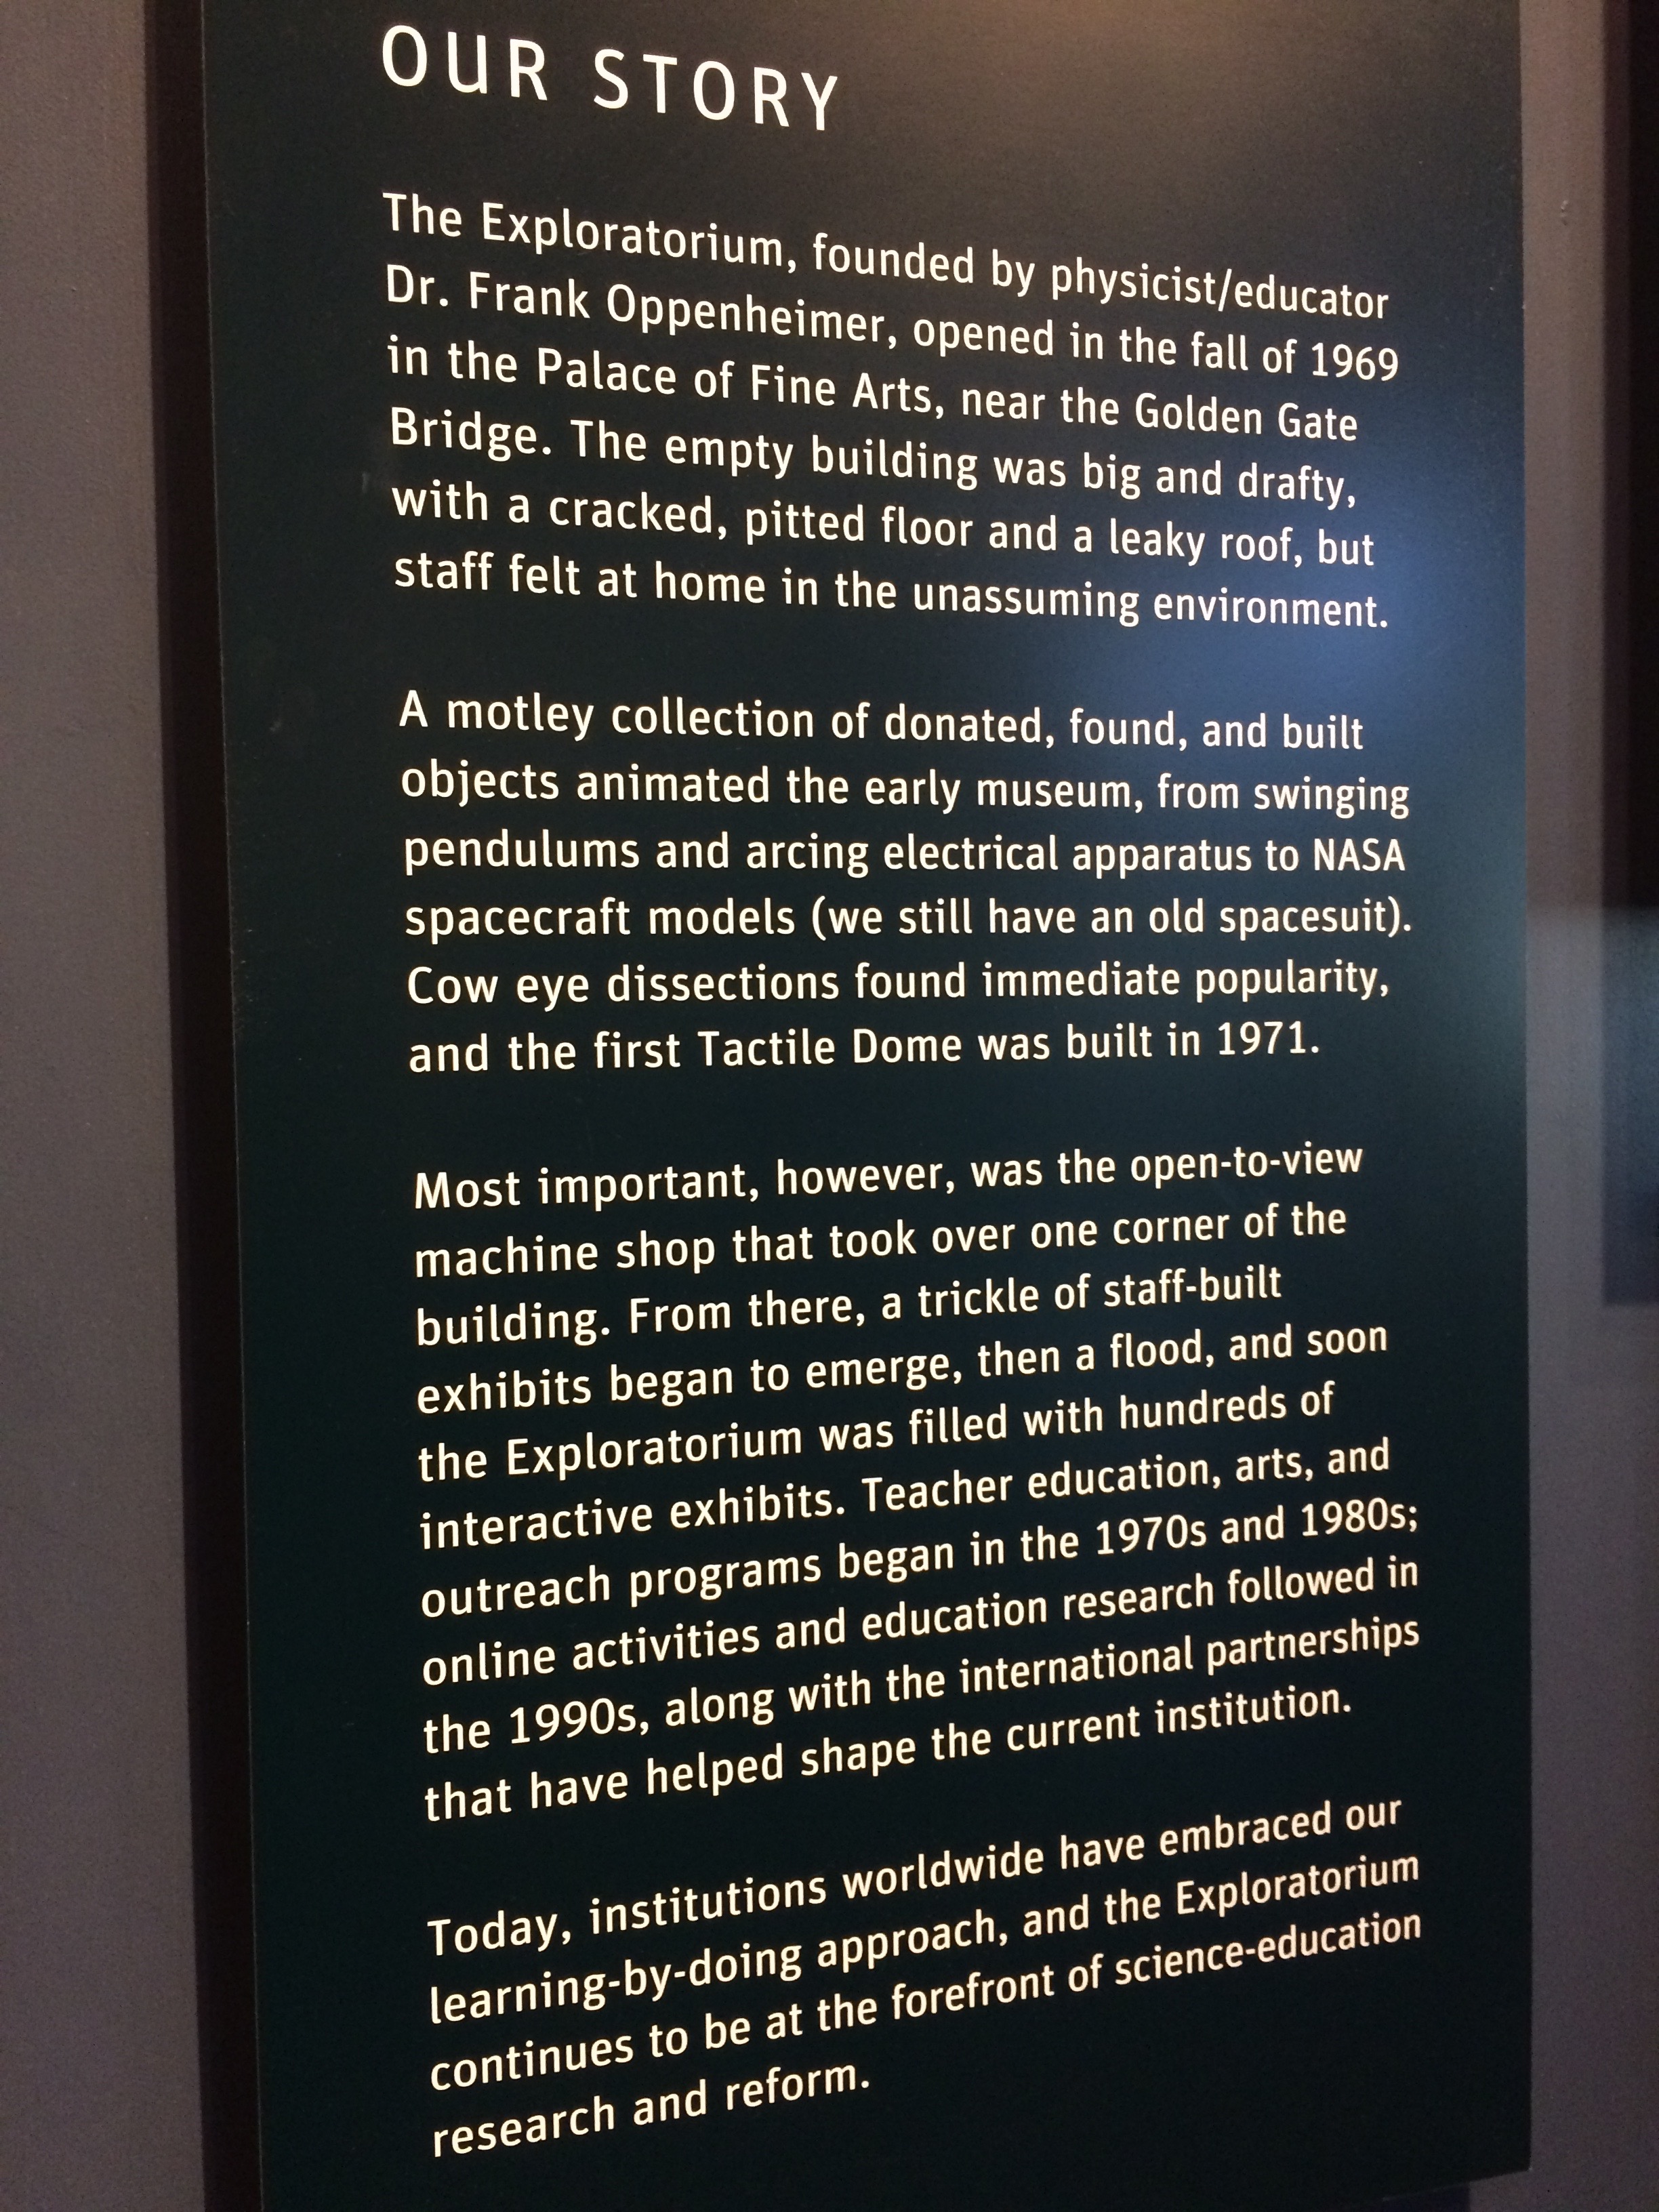 OUR STORY
The Exploratorium, founded by physicist/educator
Dr. Frank Oppenheimer, opened in the fall of 1969
in the Palace of Fine Arts, near the Golden Gate
Bridge. The empty building was big and drafty,
with a cracked, pitted floor and a leaky roof, but
staff felt at home in the unassuming environment.
A motley collection of donated, found, and built
objects animated the early museum, from swinging
pendulums and arcing electrical apparatus to NASA
spacecraft models (we still have an old spacesuit).
Cow eye dissections found immediate popularity,
and the first Tactile Dome was built in 1971.
Most important, however, was the open-to-view
machine shop that took over one corner of the
building. From there, a trickle of staff-built
exhibits began to emerge, then a flood, and soon
the Exploratorium was filled with hundreds of
interactive exhibits. Teacher education, arts, and
outreach programs began in the 1970s and 1980s;
online activities and education research followed in
the 1990s, along with the international partnerships
that have helped shape the current institution.
Today, institutions worldwide have embraced our
learning-by-doing approach, and the Exploratorium
continues to be at the forefront of science-education
research and reform.